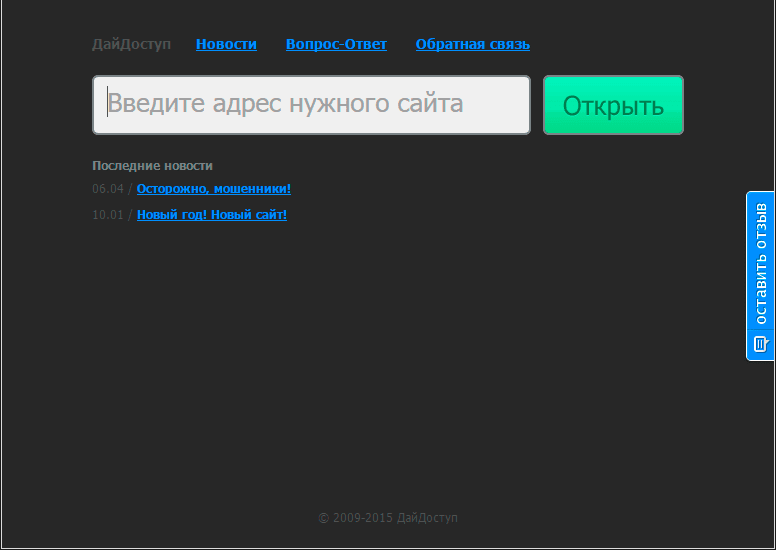 ДайДоступ Новости Вопрос-Ответ Обратная связь
Введите адрес нужного сайта Открыть
Последние новости
06.04 / Осторожно, мошенники!
10.01 / Новый год! Новый сайт!
оставить отзыв
© 2009-2015 ДайДоступ